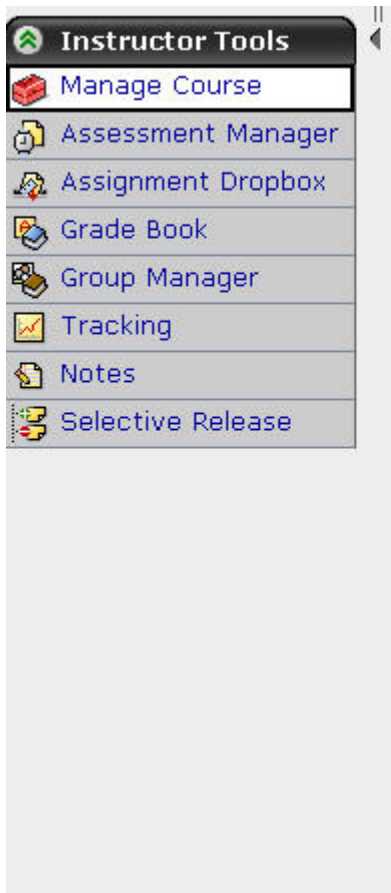 Instructor Tools
Manage Course
Assessment Manager
Assignment Dropbox
Grade Book
Group Manager
Tracking
Notes
Selective Release